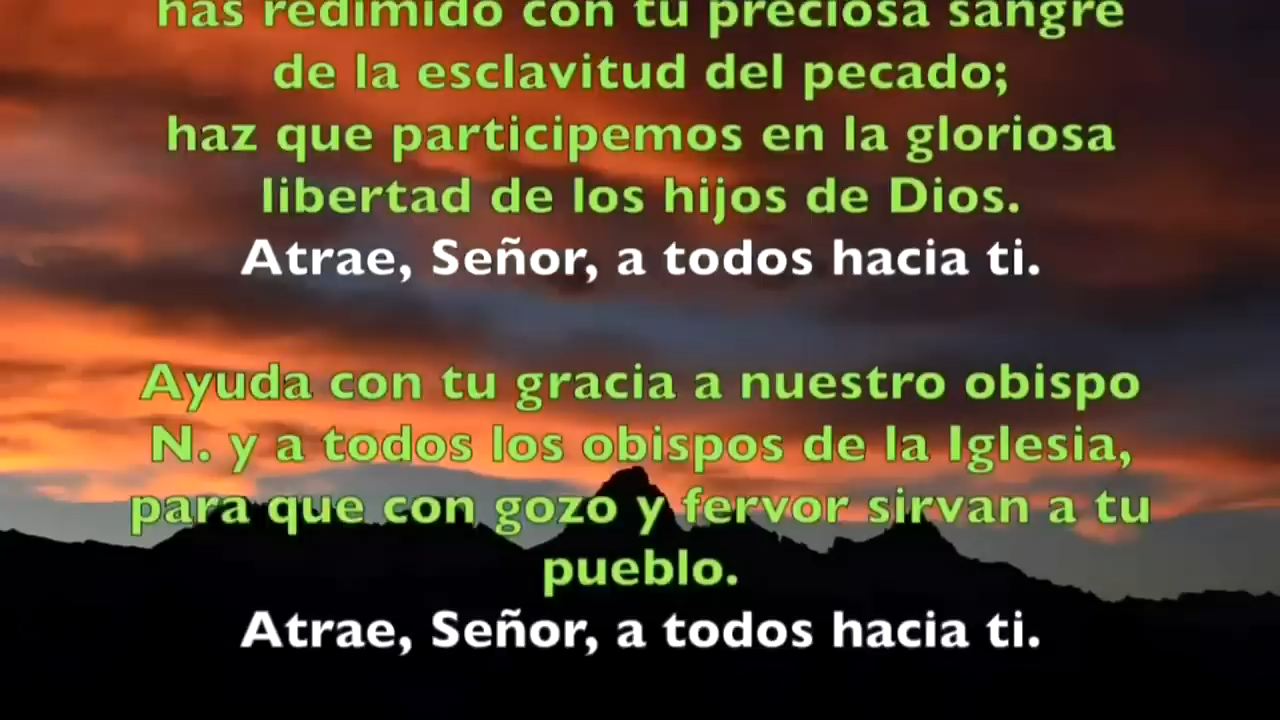 has redimido con tu preciosa sangre
de la esclavitud del pecado;
haz que participemos en la gloriosa
libertad de los hijos de Dios.
Atrae, Señor, a todos hacia ti.
Ayuda con tu gracia a nuestro obispo
N. y a todos los obispos de la Iglesia,
para que con gozo y fervor sirvan a tu
pueblo.
Atrae, Señor, a todos hacia ti.